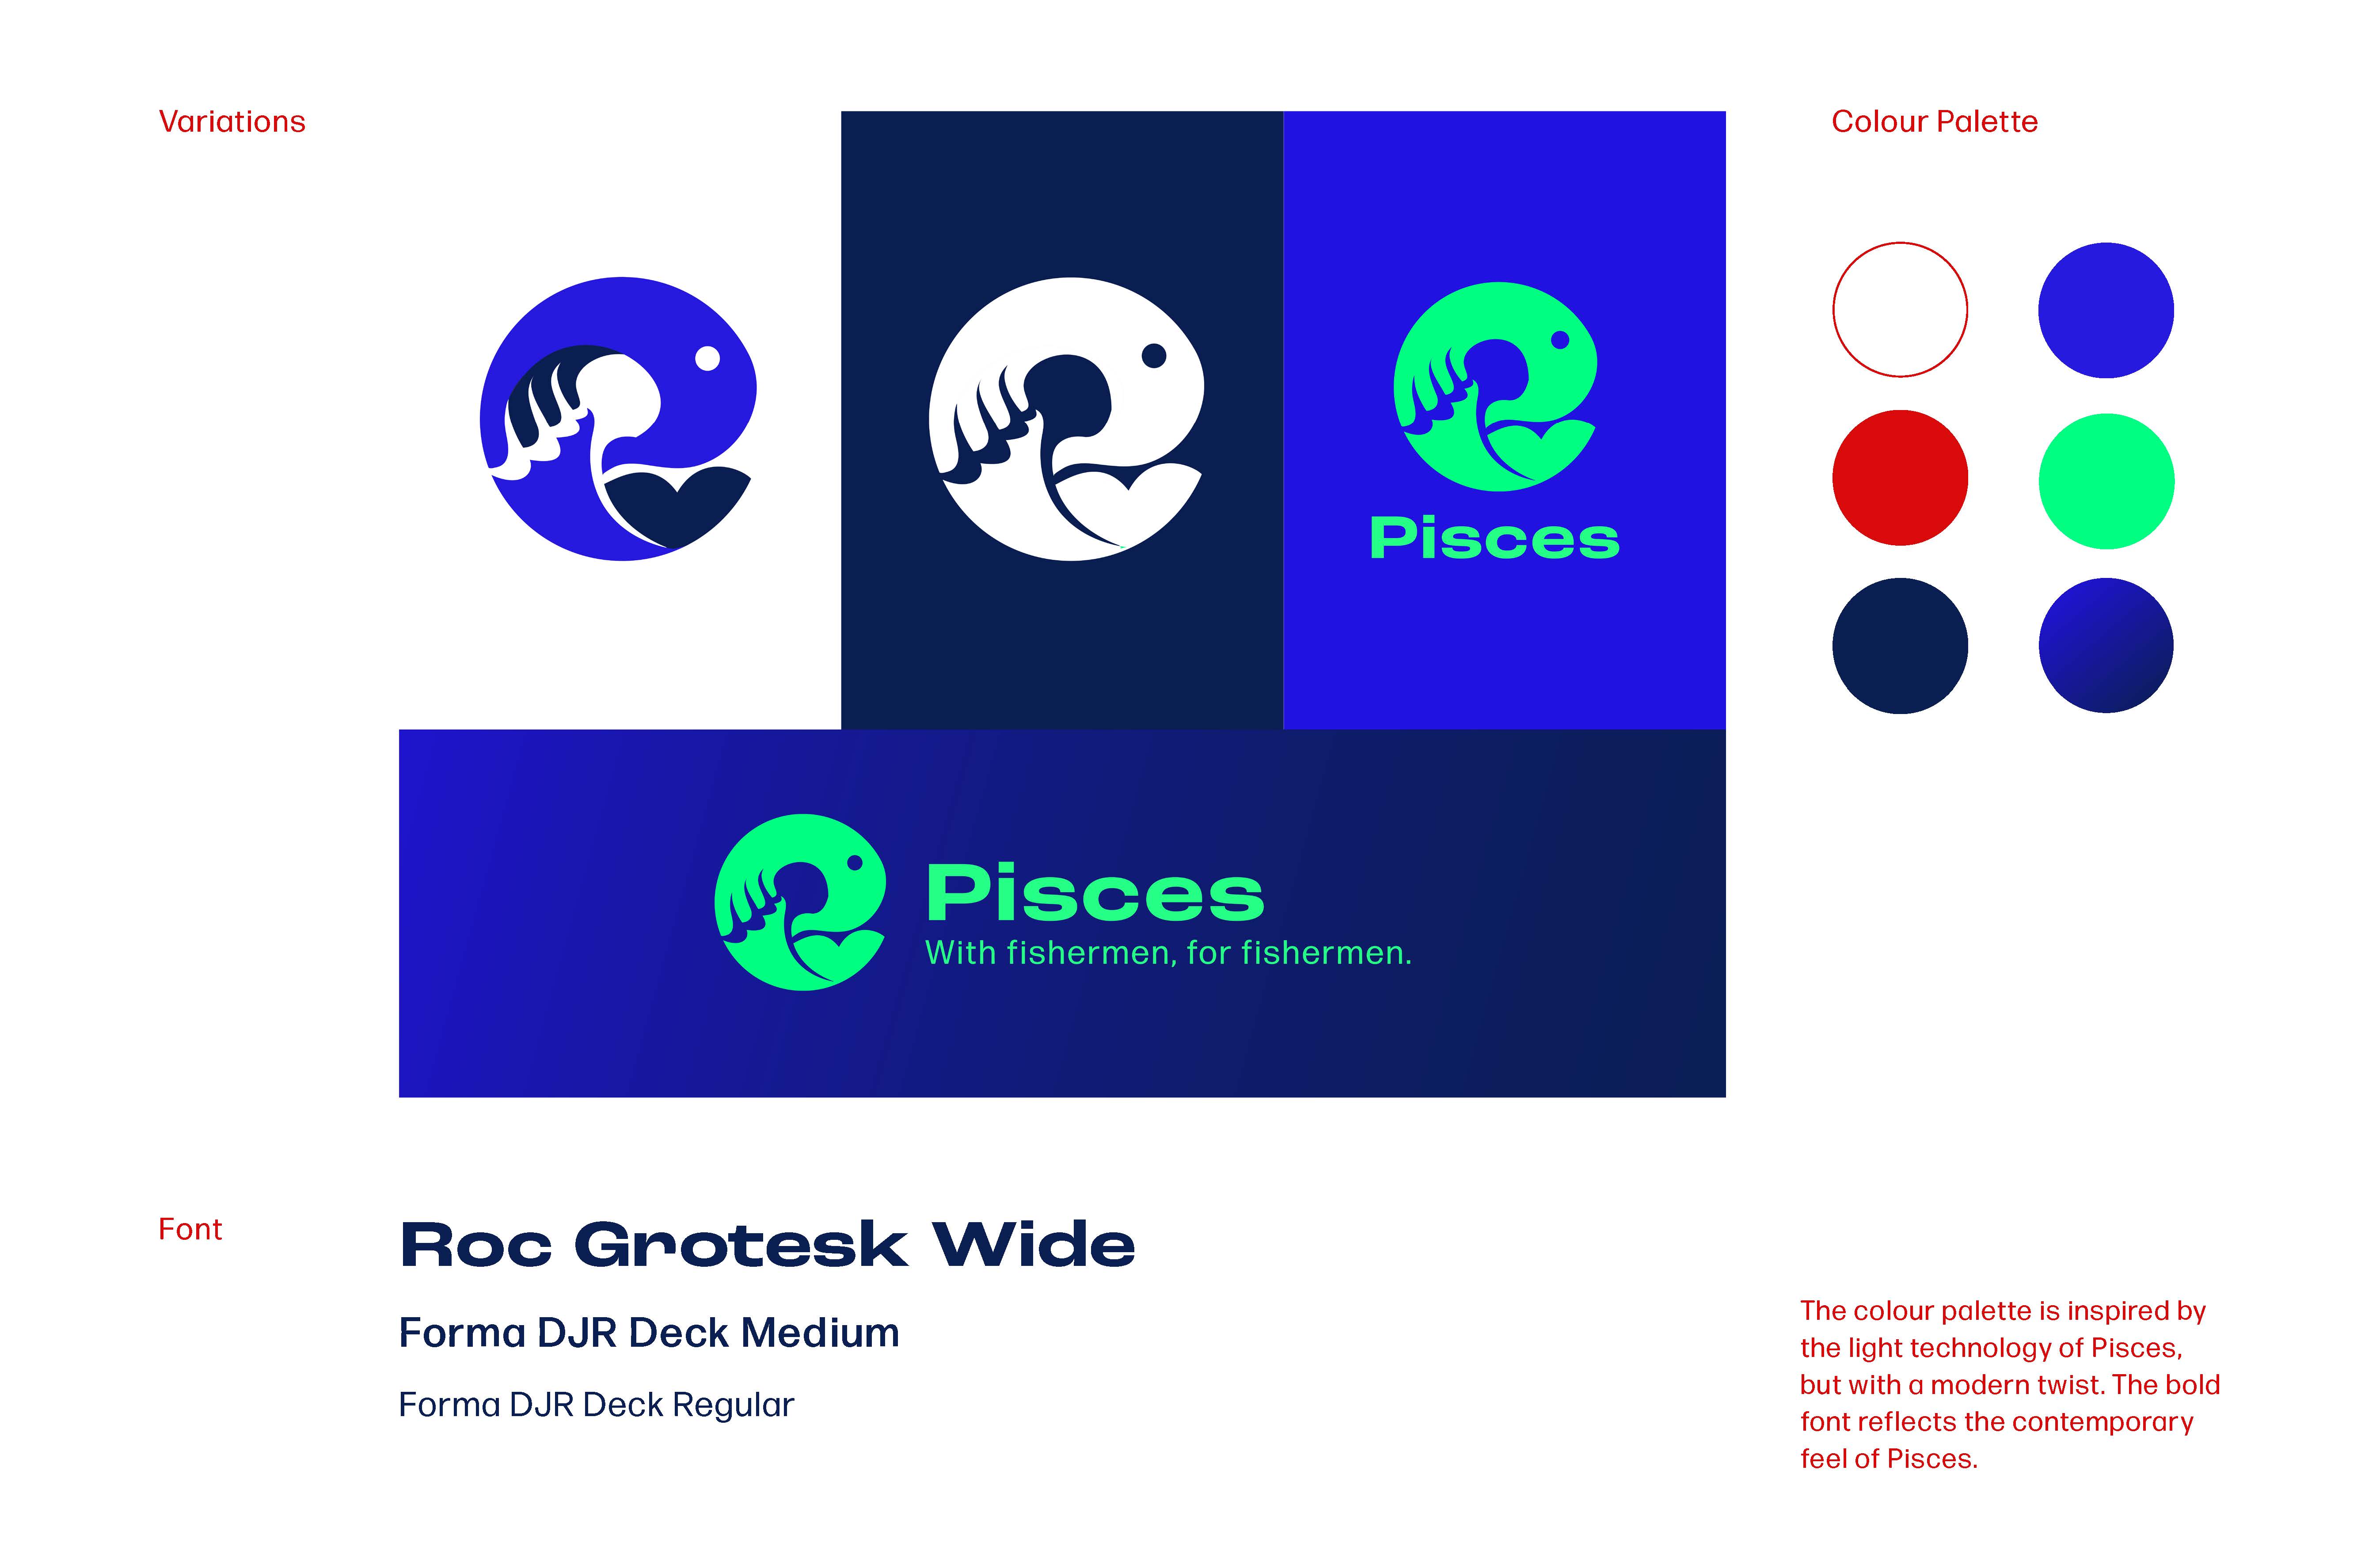 Variations
Colour Palette
Pisces
Pisces
With fishermen, for fishermen.
Font
Roc Grotesk Wide
Forma DJR Deck Medium
Forma DJR Deck Regular
The colour palette is inspired by
the light technology of Pisces,
but with a modern twist. The bold
font reflects the contemporary
feel of Pisces.